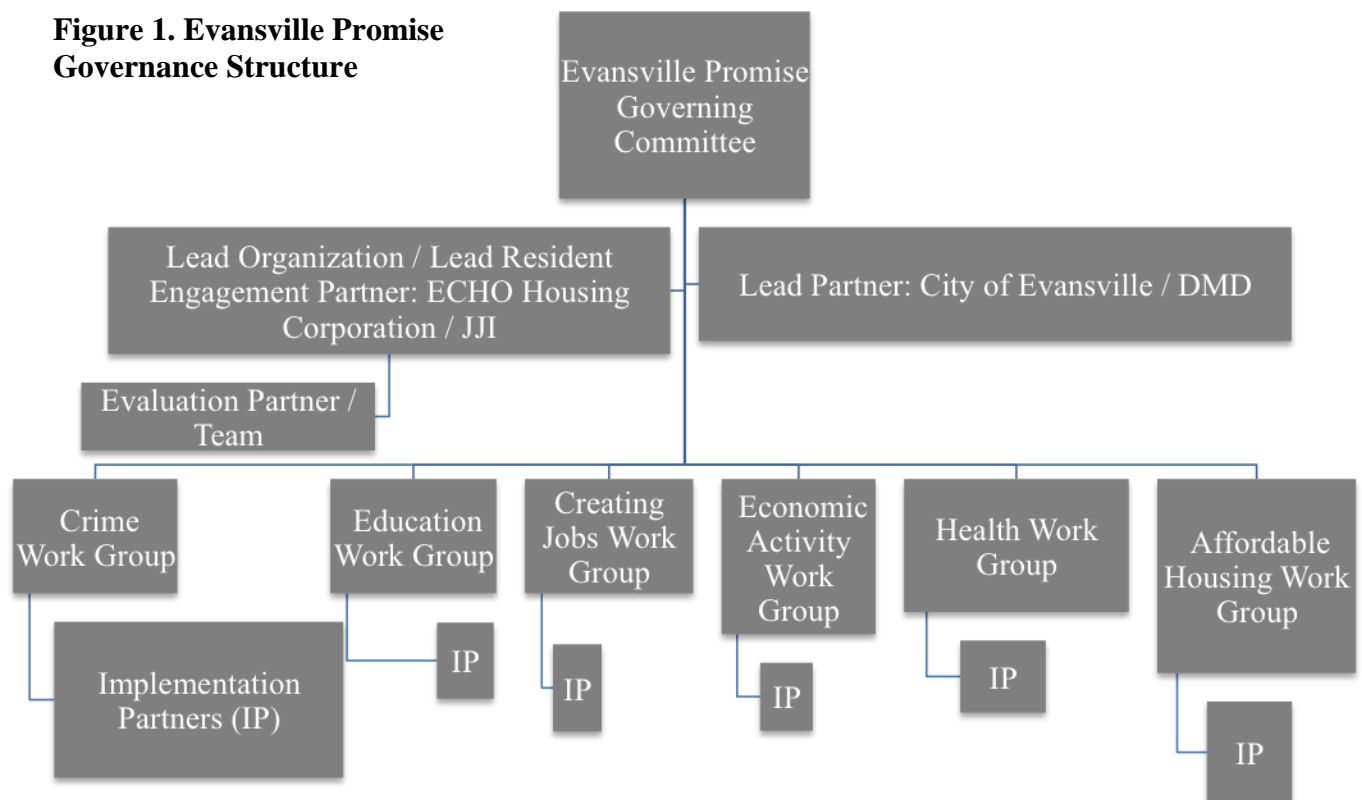 Figure 1. Evansville Promise
Governance Structure
Evansville Promise
Governing
Committee
Lead Organization / Lead Resident
Engagement Partner: ECHO Housing
Corporation / JJI
Lead Partner: City of Evansville / DMD
Evaluation Partner /
Team
Crime
Work Group
Education
Work Group
Creating
Jobs Work
Group
Economic
Activity
Work
Group
Health Work
Group
Affordable
Housing Work
Group
Implementation
Partners (IP)
IP
IP
IP
IP
IP